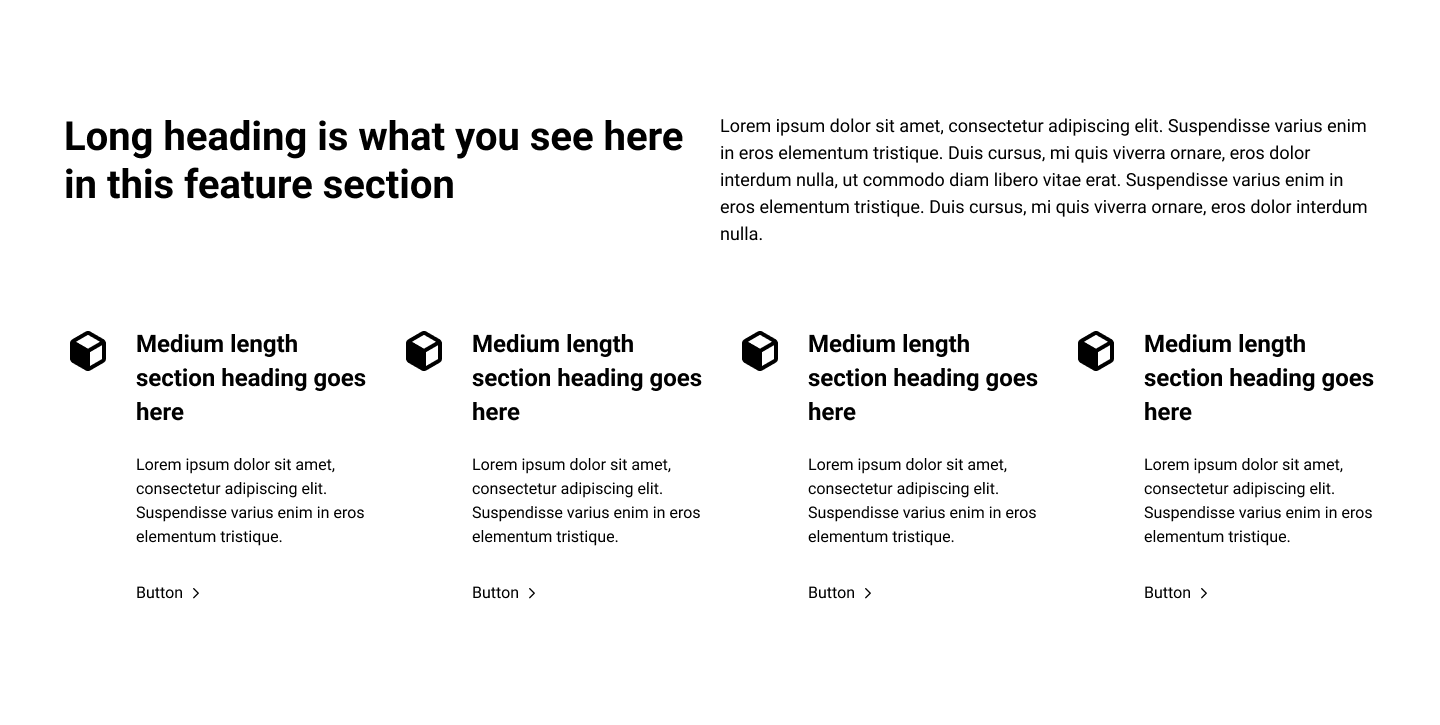 Long heading is what you see here
in this feature section
Lorem ipsum dolor sit amet, consectetur adipiscing elit. Suspendisse varius enim
in eros elementum tristique. Duis cursus, mi quis viverra ornare, eros dolor
interdum nulla, ut commodo diam libero vitae erat. Suspendisse varius enim in
eros elementum tristique. Duis cursus, mi quis viverra ornare, eros dolor interdum
nulla.
Medium length
section heading goes
here
Lorem ipsum dolor sit amet,
consectetur adipiscing elit.
Suspendisse varius enim in eros
elementum tristique.
Button
Medium length
section heading goes
here
Lorem ipsum dolor sit amet,
consectetur adipiscing elit.
Suspendisse varius enim in eros
elementum tristique.
Button
Medium length
section heading goes
here
Lorem ipsum dolor sit amet,
consectetur adipiscing elit.
Suspendisse varius enim in eros
elementum tristique.
Button
Medium length
section heading goes
here
Lorem ipsum dolor sit amet,
consectetur adipiscing elit.
Suspendisse varius enim in eros
elementum tristique.
Button